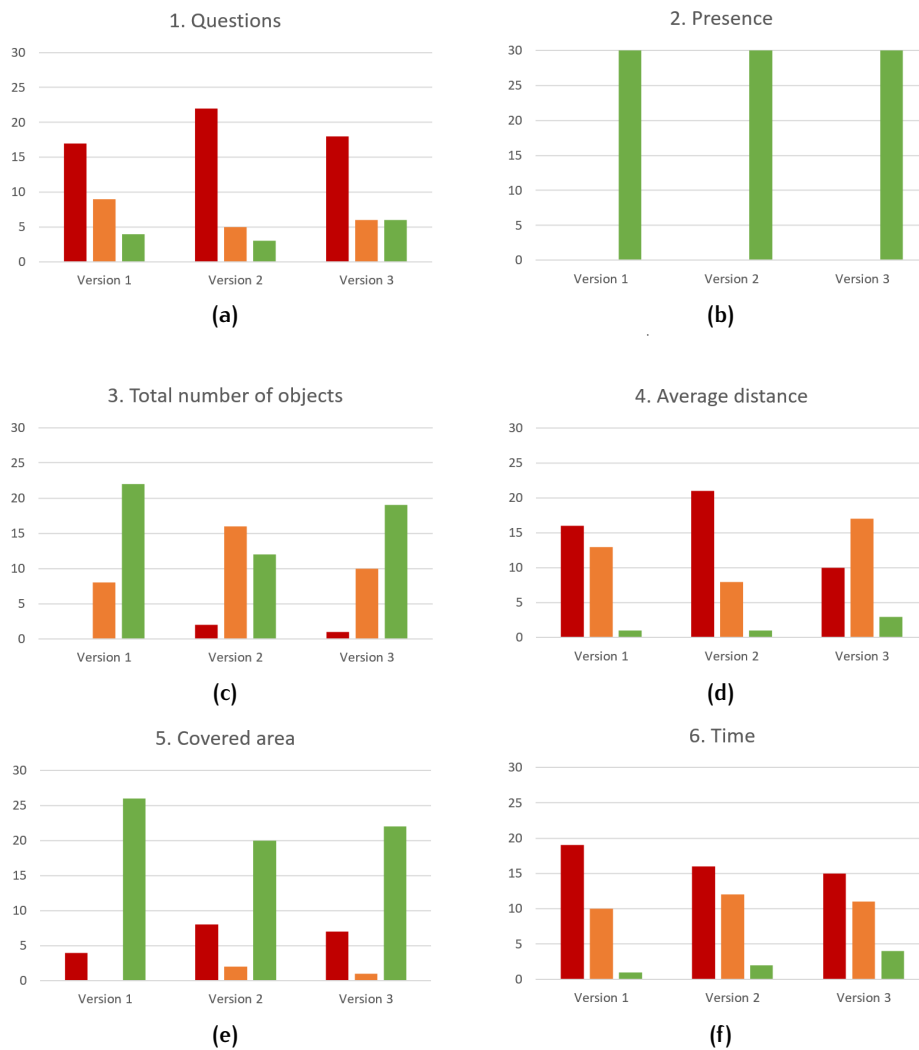 1. Questions
30
25
20
15
10
5
0
Version 1 Version 2 Version 3
(a)
2. Presence
30
25
20
15
10
5
0
Version 1 Version 2 Version 3
(b)
3. Total number of objects
30
25
20
15
10
5
0
Version 1 Version 2 Version 3
(c)
4. Average distance
30
25
20
15
10
5
0
Version 1 Version 2 Version 3
(d)
5. Covered area
30
25
20
15
10
5
0
Version 1 Version 2 Version 3
(e)
6. Time
30
25
20
15
10
5
0
Version 1 Version 2 Version 3
(f)